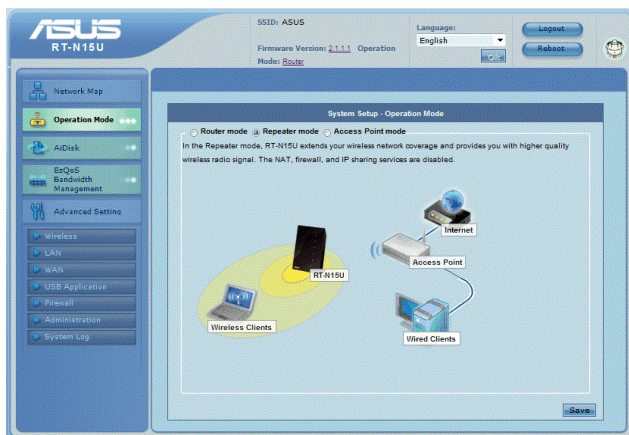 ASUS
RT-N15U
SSID: ASUS
Firmware Version: 2.1.1.1 Operation
Mode: Router
Language:
English
OK
Logout
Reboot
Network Map
Operation Mode
AiDisk
EzQoS
Bandwidth
Management
Advanced Setting
Wireless
LAN
WAN
USB Application
Firewall
Administration
System Log
System Setup - Operation Mode
Router mode Repeater mode Access Point mode
In the Repeater mode, RT-N15U extends your wireless network coverage and provides you with higher quality
wireless radio signal. The NAT, firewall, and IP sharing services are disabled.
Internet
Access Point
RT-N15U
Wireless Clients
Wired Clients
Save